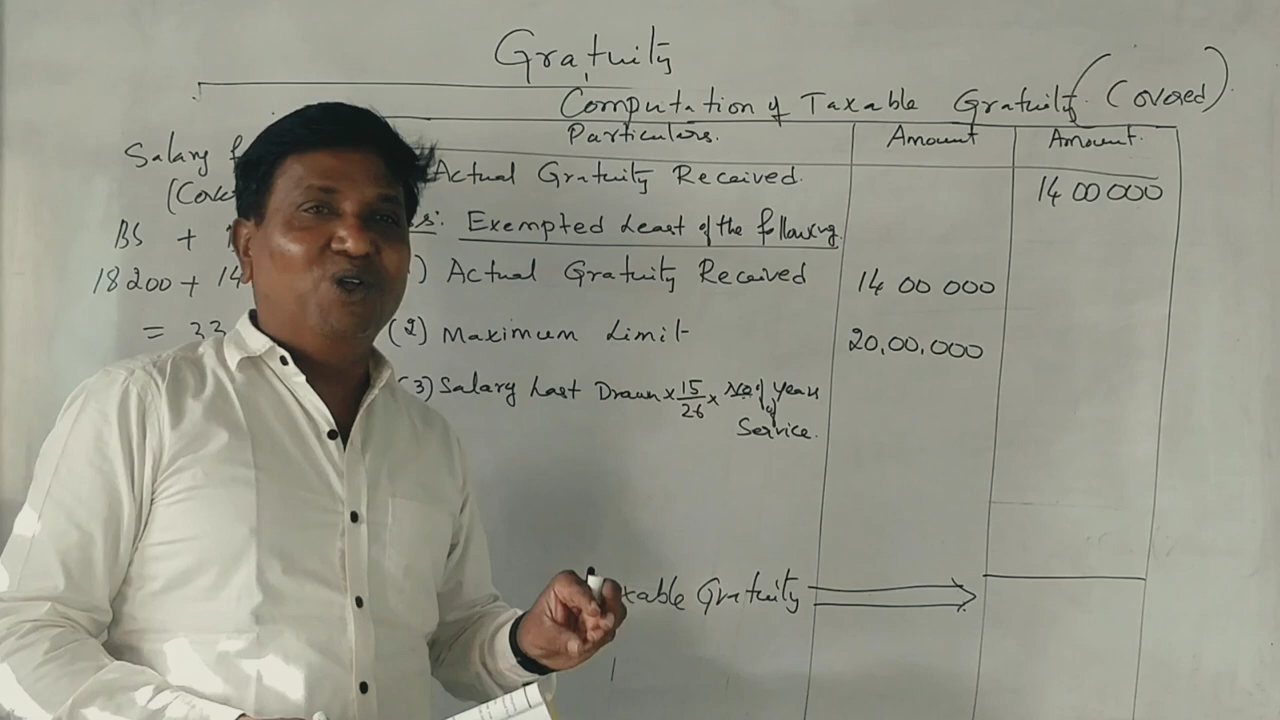 Gratuity
Computation of Taxable Gratuity (Covered)
Particulars. Amount Amount.
Salary
Actual Gratuity Received. 14 00 000
BS +
Exempted Least of the following.
18200 + 14
) Actual Gratuity Received 14 00 000
= 33
(2) Maximum Limit 20,00,000
(3) Salary Last Drawn × 15/26 × No of years
of
Service.
xable Gratuity